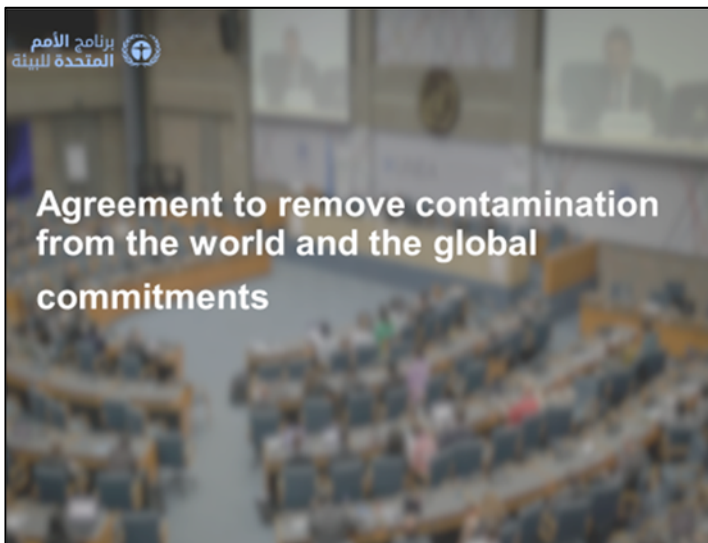 برنامج الأمم
المتحدة للبيئة
Agreement to remove contamination
from the world and the global
commitments